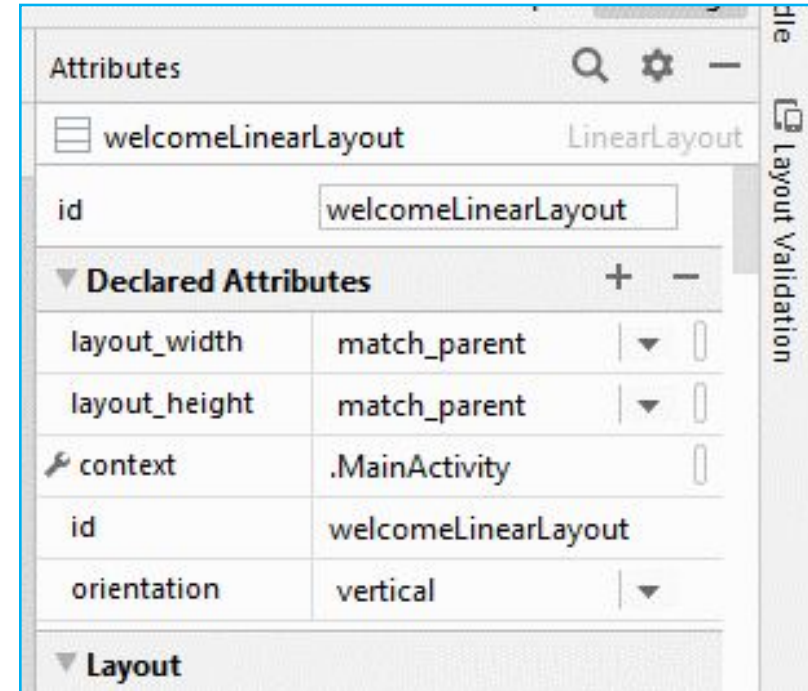 Attributes
welcomeLinearLayout LinearLayout
id welcomeLinearLayout
Declared Attributes
layout_width match_parent
layout_height match_parent
context .MainActivity
id welcomeLinearLayout
orientation vertical
Layout
Layout Validation